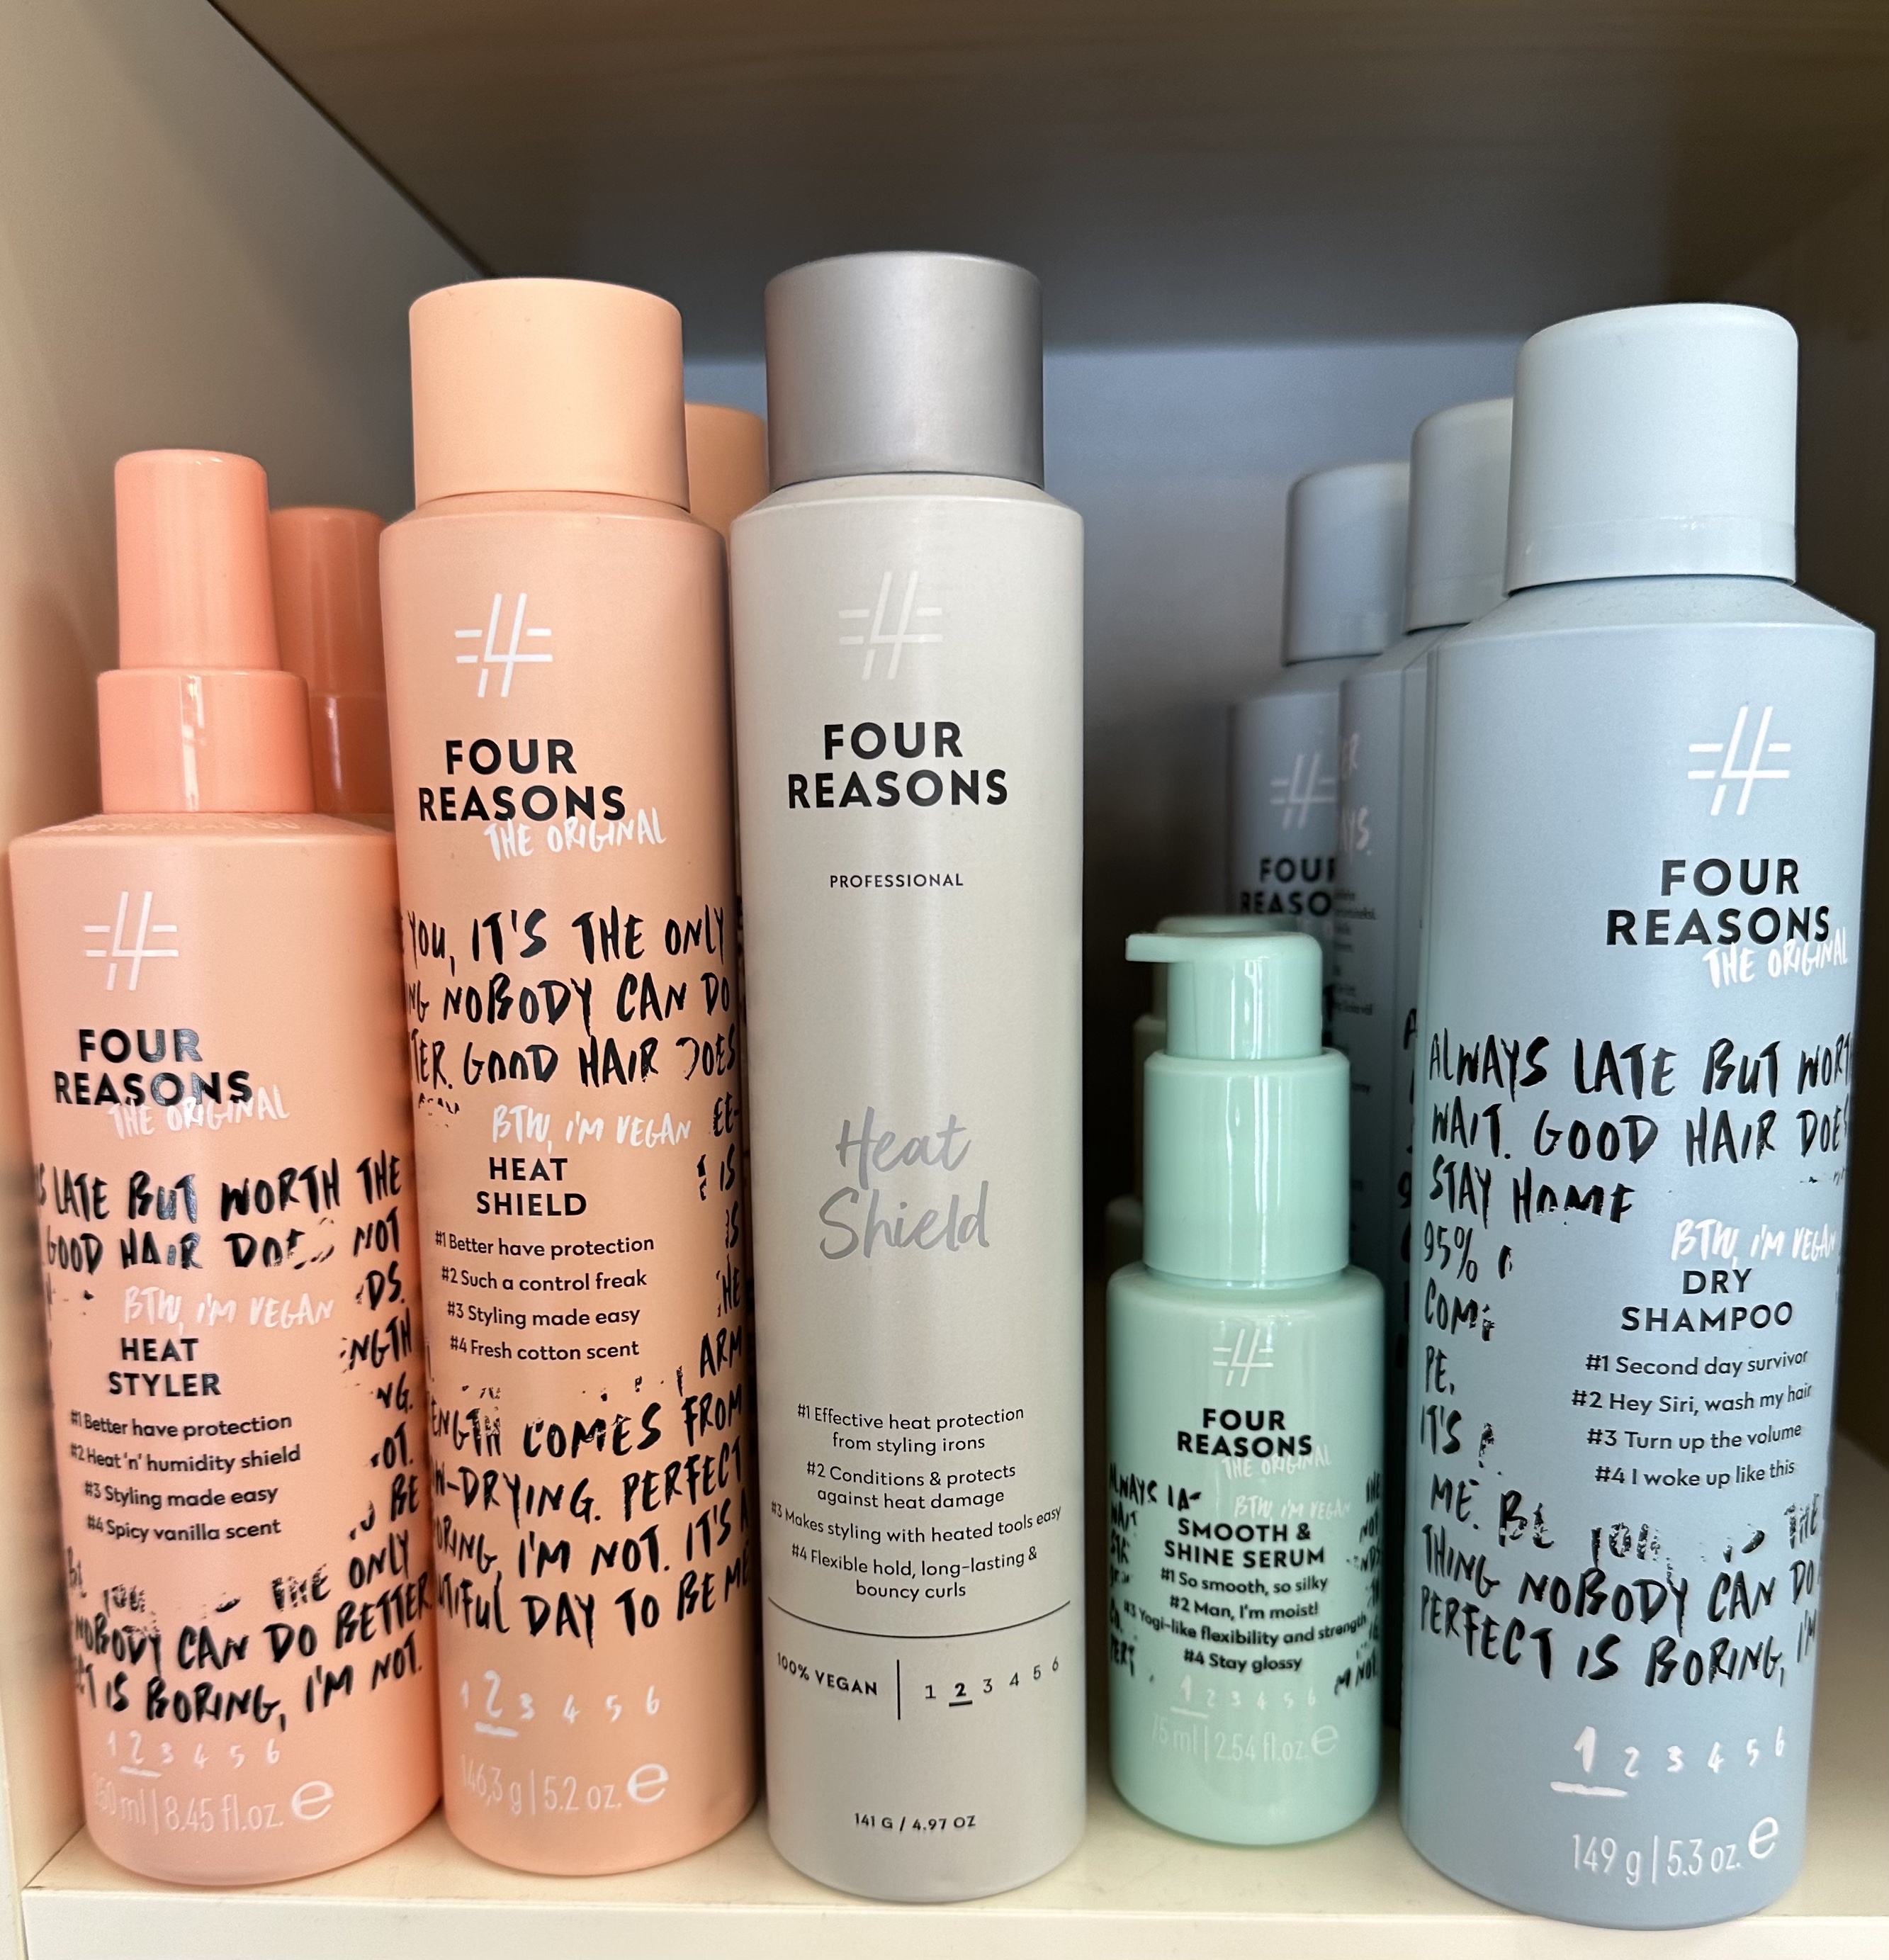 FOUR
REASONS
THE ORIGINAL
LATE BUT WORTH THE
GOOD HAIR DOES NOT
BTW, I'M VEGAN
HEAT
STYLER
#1 Better have protection
#2 Heat 'n' humidity shield
#3 Styling made easy
#4 Spicy vanilla scent
BE
THE ONLY
NOBODY CAN DO BETTER
IS BORING, I'M NOT.
1 2 3 4 5 6
250 ml | 8.45 fl.oz. e
FOUR
REASONS
THE ORIGINAL
YOU, IT'S THE ONLY
NOBODY CAN DO
GOOD HAIR DOES
BTW, I'M VEGAN
HEAT
SHIELD
#1 Better have protection
#2 Such a control freak
#3 Styling made easy
#4 Fresh cotton scent
ARM
COMES FROM
PERFECT
I'M NOT. IT'S A
DAY TO BE ME
1 2 3 4 5 6
146,3 g | 5.2 oz. e
FOUR
REASONS
PROFESSIONAL
Heat
Shield
#1 Effective heat protection
from styling irons
#2 Conditions & protects
against heat damage
#3 Makes styling with heated tools easy
#4 Flexible hold, long-lasting &
bouncy curls
100% VEGAN | 1 2 3 4 5 6
141 G / 4.97 OZ
FOUR
REASONS
THE ORIGINAL
ALWAYS
BTW, I'M VEGAN
SMOOTH &
SHINE SERUM
#1 So smooth, so silky
#2 Man, I'm moist!
#3 Yogi-like flexibility and strength
#4 Stay glossy
1 2 3 4 5 6
75 ml | 2.54 fl.oz. e
FOUR
REASONS
THE ORIGINAL
ALWAYS LATE BUT
WAIT. GOOD HAIR DOES
STAY HOME
95%
BTW, I'M VEGAN
DRY
SHAMPOO
#1 Second day survivor
#2 Hey Siri, wash my hair
#3 Turn up the volume
#4 I woke up like this
IT'S
ME. BE YOU THE
THING NOBODY CAN DO
PERFECT IS BORING, I'M
1 2 3 4 5 6
149 g | 5.3 oz. e